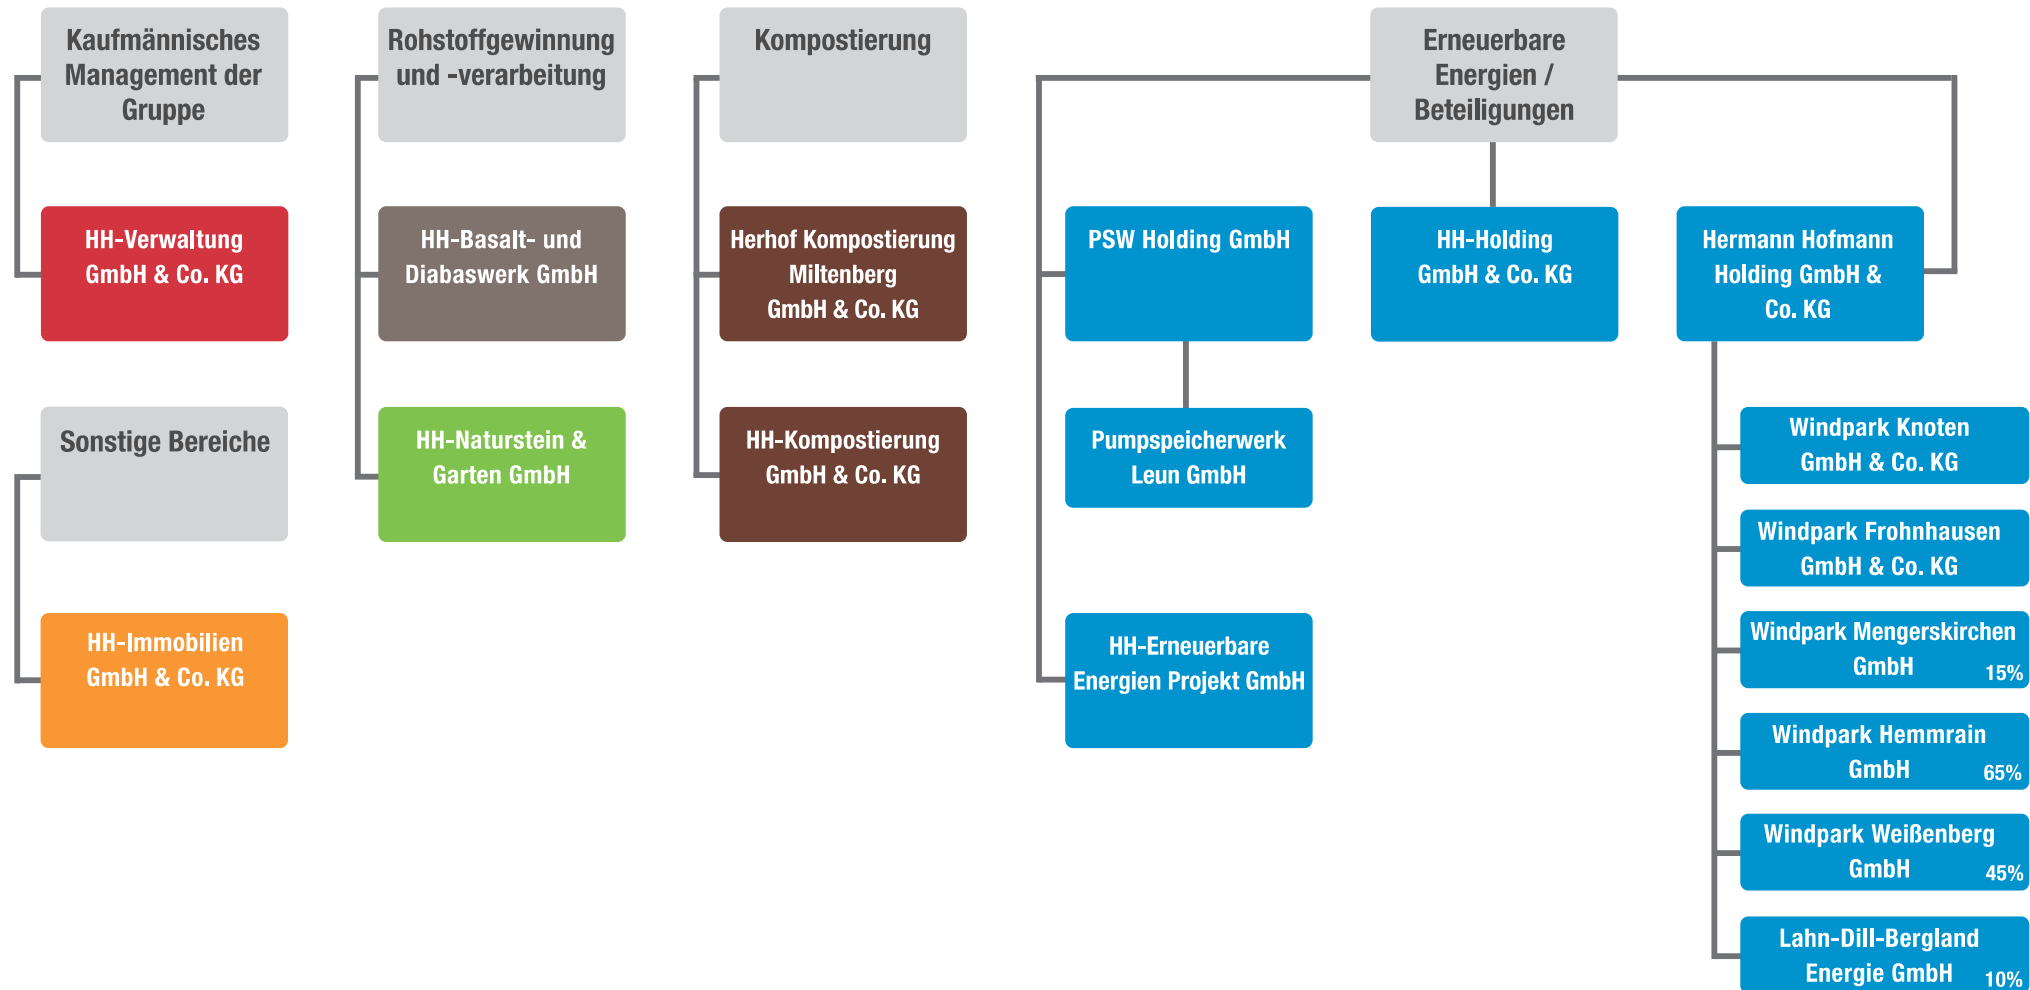 Kaufmännisches
Management der
Gruppe
HH-Verwaltung
GmbH & Co. KG
Sonstige Bereiche
HH-Immobilien
GmbH & Co. KG
Rohstoffgewinnung
und -verarbeitung
HH-Basalt- und
Diabaswerk GmbH
HH-Naturstein &
Garten GmbH
Kompostierung
Herhof Kompostierung
Miltenberg
GmbH & Co. KG
HH-Kompostierung
GmbH & Co. KG
Erneuerbare
Energien /
Beteiligungen
PSW Holding GmbH
Pumpspeicherwerk
Leun GmbH
HH-Erneuerbare
Energien Projekt GmbH
HH-Holding
GmbH & Co. KG
Hermann Hofmann
Holding GmbH &
Co. KG
Windpark Knoten
GmbH & Co. KG
Windpark Frohnhausen
GmbH & Co. KG
Windpark Mengerskirchen
GmbH 15%
Windpark Hemmrain
GmbH 65%
Windpark Weißenberg
GmbH 45%
Lahn-Dill-Bergland
Energie GmbH 10%